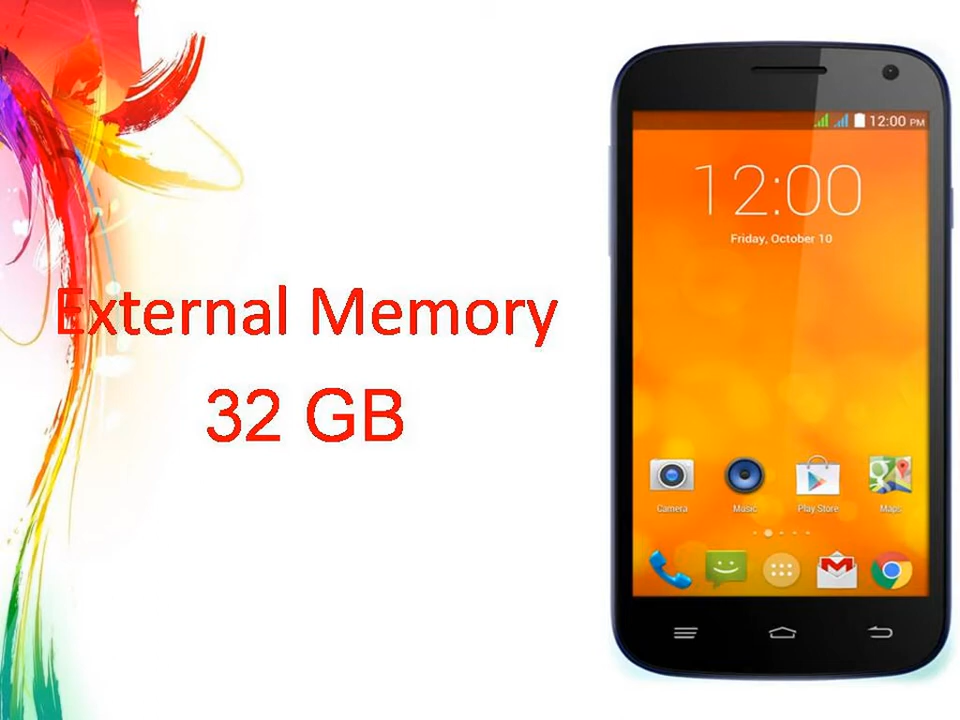 External Memory
32 GB
12:00 PM
12:00
Friday, October 10
Camera Music Play Store Maps